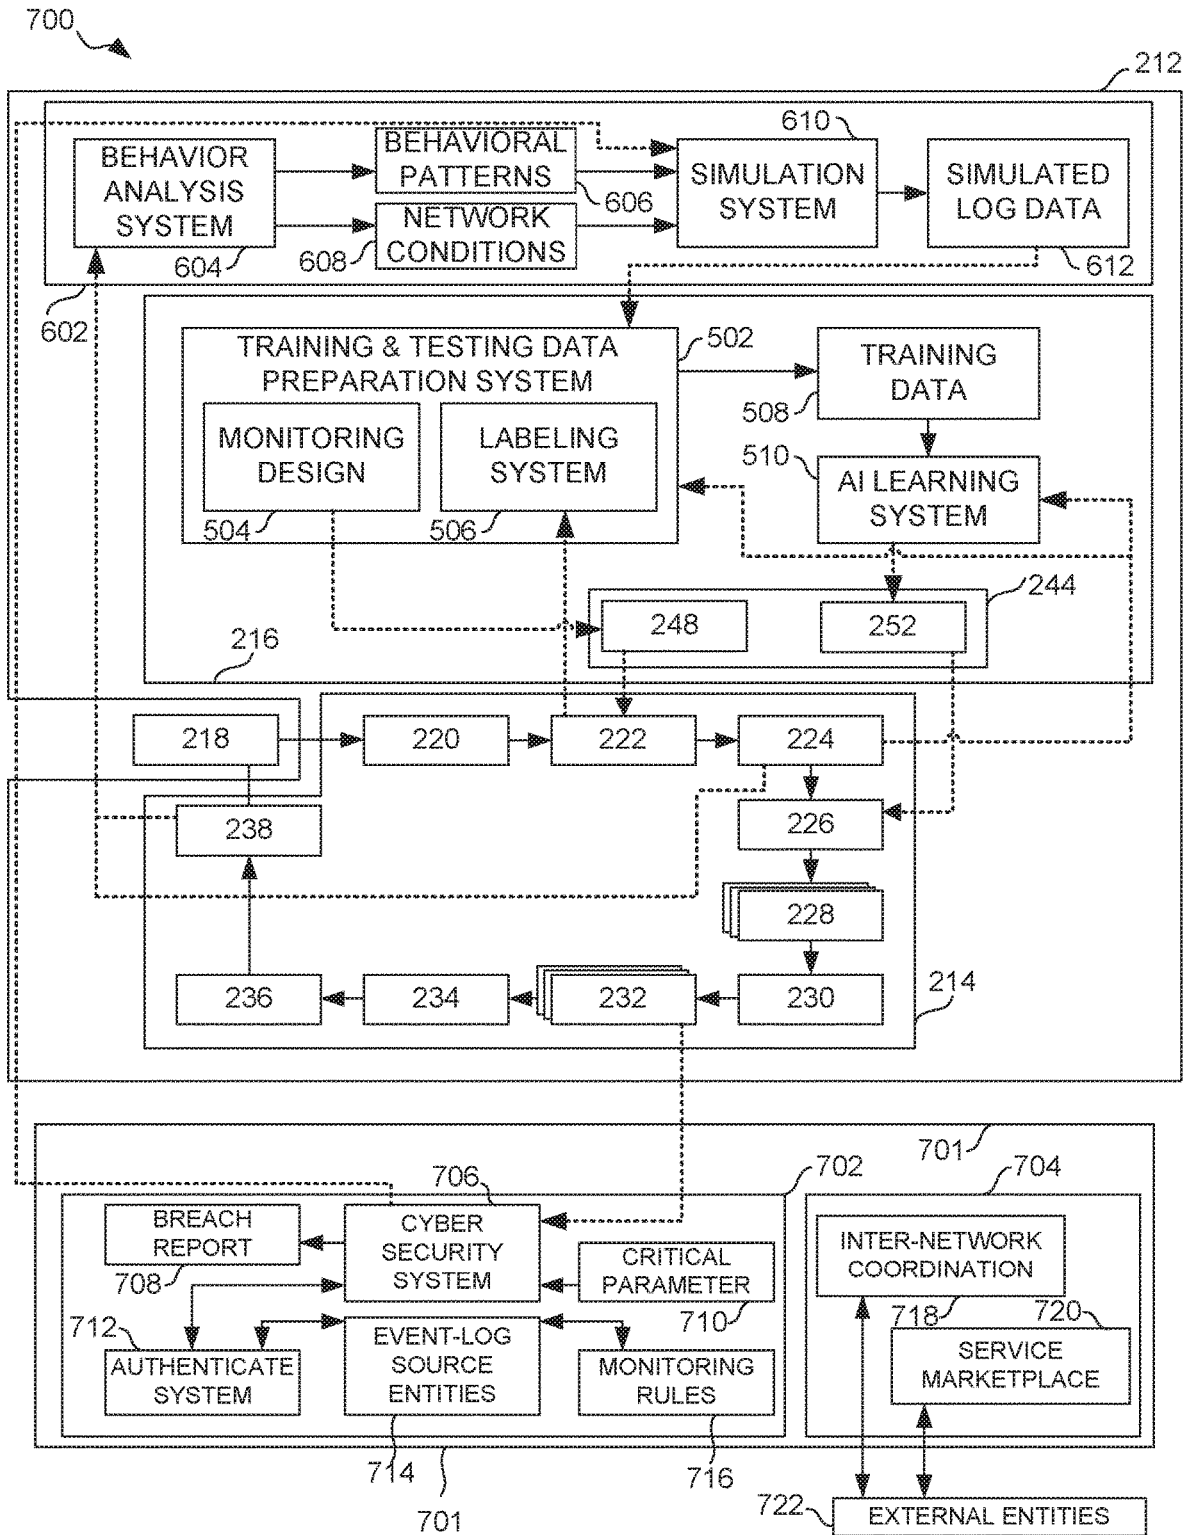 700
212
BEHAVIOR
ANALYSIS
SYSTEM
604
BEHAVIORAL
PATTERNS
606
NETWORK
CONDITIONS
608
610
SIMULATION
SYSTEM
SIMULATED
LOG DATA
612
602
TRAINING & TESTING DATA
PREPARATION SYSTEM
502
MONITORING
DESIGN
504
LABELING
SYSTEM
506
TRAINING
DATA
508
510
AI LEARNING
SYSTEM
244
248
252
216
218
220
222
224
238
226
228
236
234
232
230
214
701
702
704
706
BREACH
REPORT
708
CYBER
SECURITY
SYSTEM
CRITICAL
PARAMETER
710
INTER-NETWORK
COORDINATION
718
720
712
AUTHENTICATE
SYSTEM
EVENT-LOG
SOURCE
ENTITIES
MONITORING
RULES
SERVICE
MARKETPLACE
714
716
701
722
EXTERNAL ENTITIES